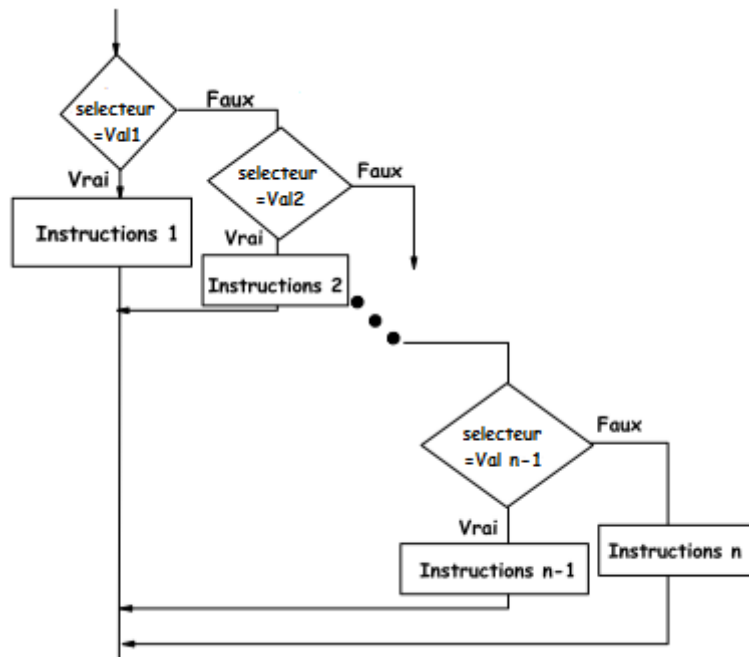 selecteur
=Val1
Faux
Vrai
Instructions 1
selecteur
=Val2
Faux
Vrai
Instructions 2
selecteur
=Val n-1
Faux
Vrai
Instructions n-1
Instructions n